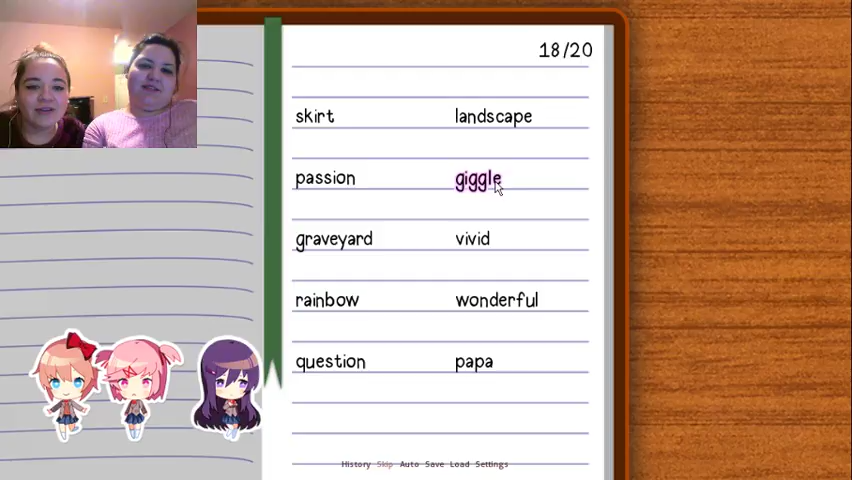 18/20
skirt landscape
passion giggle
graveyard vivid
rainbow wonderful
question papa
History Skip Auto Save Load Settings